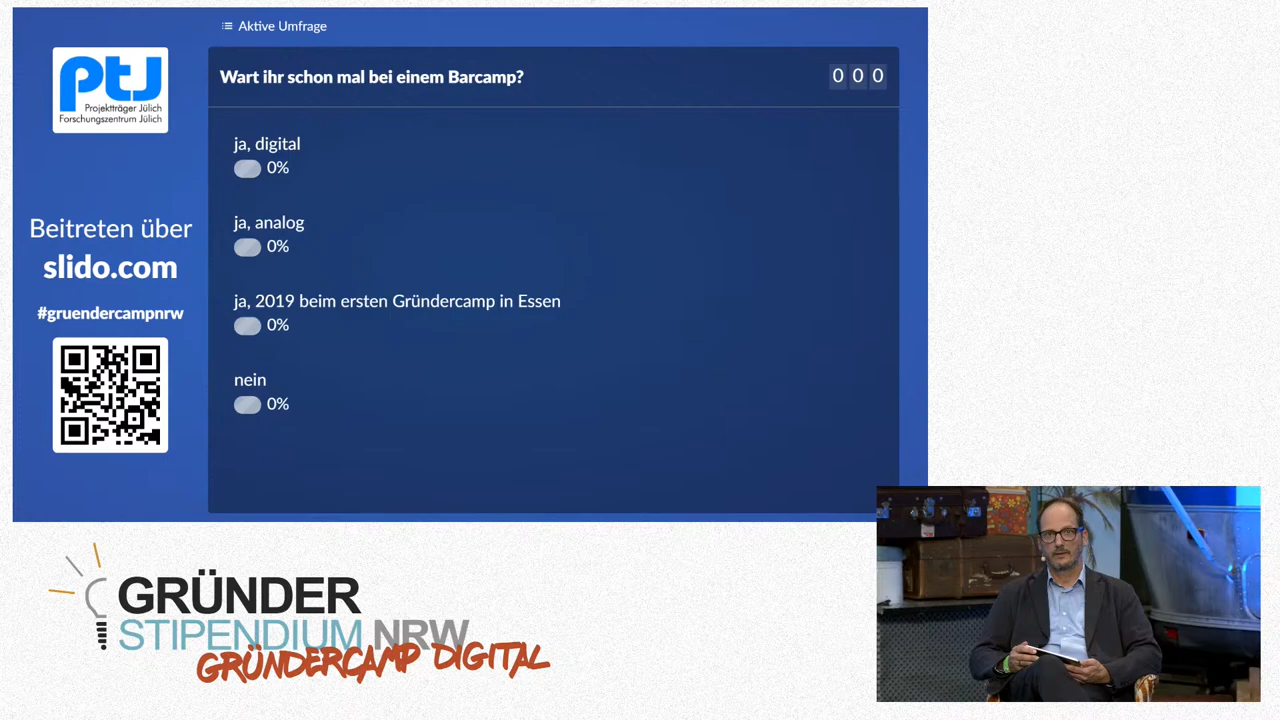 Aktive Umfrage
ptJ
Projektträger Jülich
Forschungszentrum Jülich
Beitreten über
slido.com
#gruendercampnrw
Wart ihr schon mal bei einem Barcamp?
0 0 0
ja, digital
0%
ja, analog
0%
ja, 2019 beim ersten Gründercamp in Essen
0%
nein
0%
GRÜNDER
STIPENDIUM NRW
GRÜNDERCAMP DIGITAL